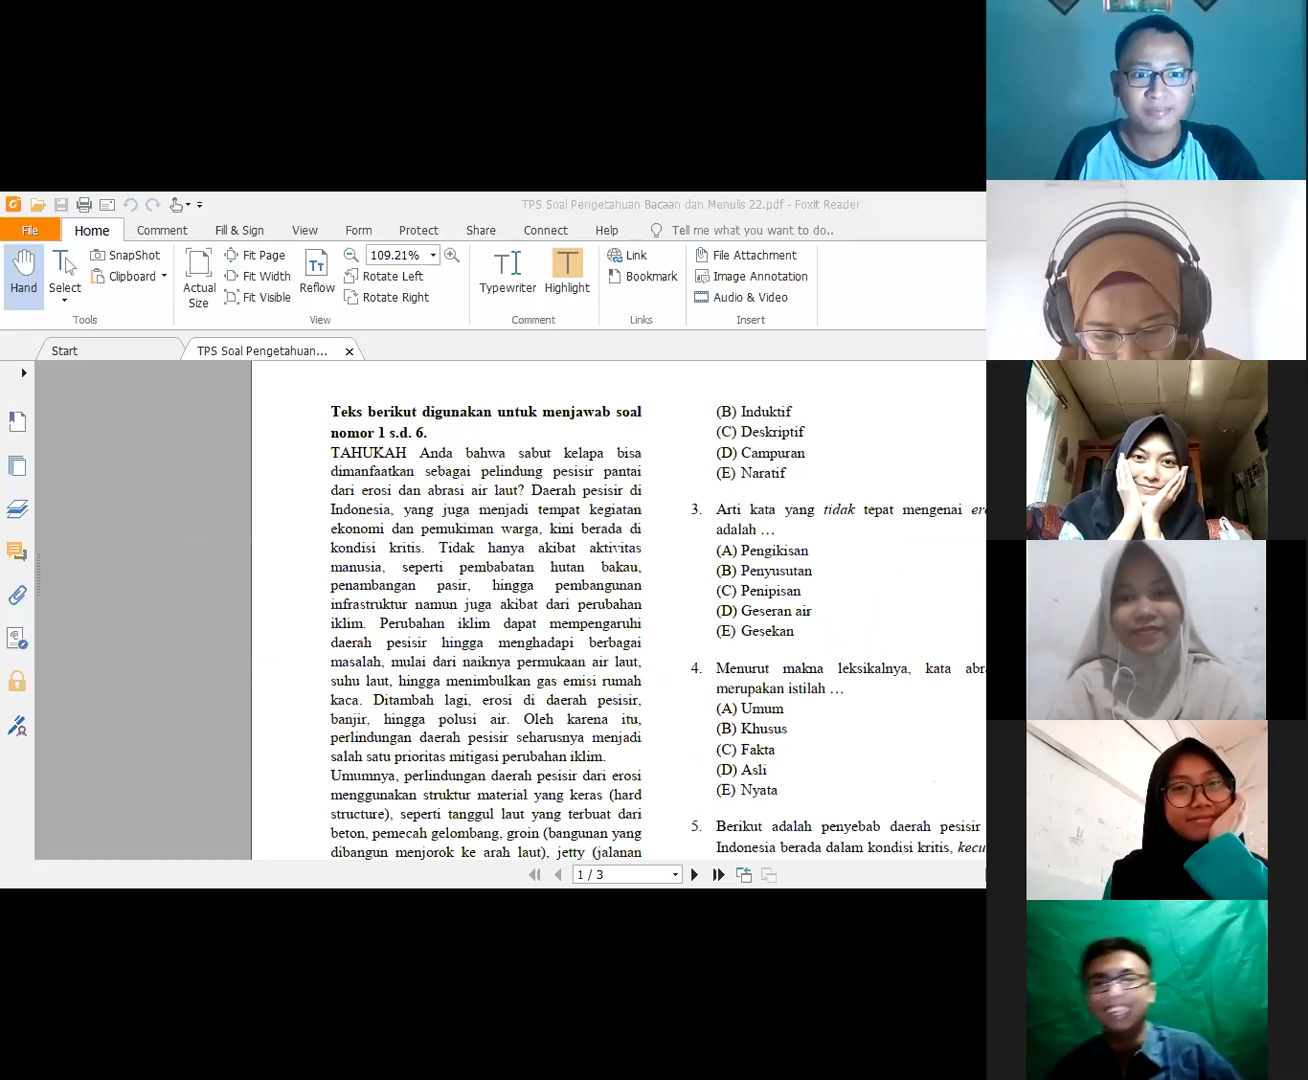 TPS Soal Pengetahuan Bacaan dan Menulis 22.pdf - Foxit Reader
File Home Comment Fill & Sign View Form Protect Share Connect Help Tell me what you want to do..
Hand
Select
SnapShot
Clipboard
Tools
Actual Size
Fit Page
Fit Width
Fit Visible
Reflow
109.21%
Rotate Left
Rotate Right
View
Typewriter
Highlight
Comment
Link
Bookmark
Links
File Attachment
Image Annotation
Audio & Video
Insert
Start
TPS Soal Pengetahuan...
Teks berikut digunakan untuk menjawab soal
nomor 1 s.d. 6.
TAHUKAH Anda bahwa sabut kelapa bisa
dimanfaatkan sebagai pelindung pesisir pantai
dari erosi dan abrasi air laut? Daerah pesisir di
Indonesia, yang juga menjadi tempat kegiatan
ekonomi dan pemukiman warga, kini berada di
kondisi kritis. Tidak hanya akibat aktivitas
manusia, seperti pembabatan hutan bakau,
penambangan pasir, hingga pembangunan
infrastruktur namun juga akibat dari perubahan
iklim. Perubahan iklim dapat mempengaruhi
daerah pesisir hingga menghadapi berbagai
masalah, mulai dari naiknya permukaan air laut,
suhu laut, hingga menimbulkan gas emisi rumah
kaca. Ditambah lagi, erosi di daerah pesisir,
banjir, hingga polusi air. Oleh karena itu,
perlindungan daerah pesisir seharusnya menjadi
salah satu prioritas mitigasi perubahan iklim.
Umumnya, perlindungan daerah pesisir dari erosi
menggunakan struktur material yang keras (hard
structure), seperti tanggul laut yang terbuat dari
beton, pemecah gelombang, groin (bangunan yang
dibangun menjorok ke arah laut), jetty (jalanan
(B) Induktif
(C) Deskriptif
(D) Campuran
(E) Naratif
3. Arti kata yang tidak tepat mengenai ero
adalah …
(A) Pengikisan
(B) Penyusutan
(C) Penipisan
(D) Geseran air
(E) Gesekan
4. Menurut makna leksikalnya, kata abra
merupakan istilah …
(A) Umum
(B) Khusus
(C) Fakta
(D) Asli
(E) Nyata
5. Berikut adalah penyebab daerah pesisir
Indonesia berada dalam kondisi kritis, kecu
1 / 3